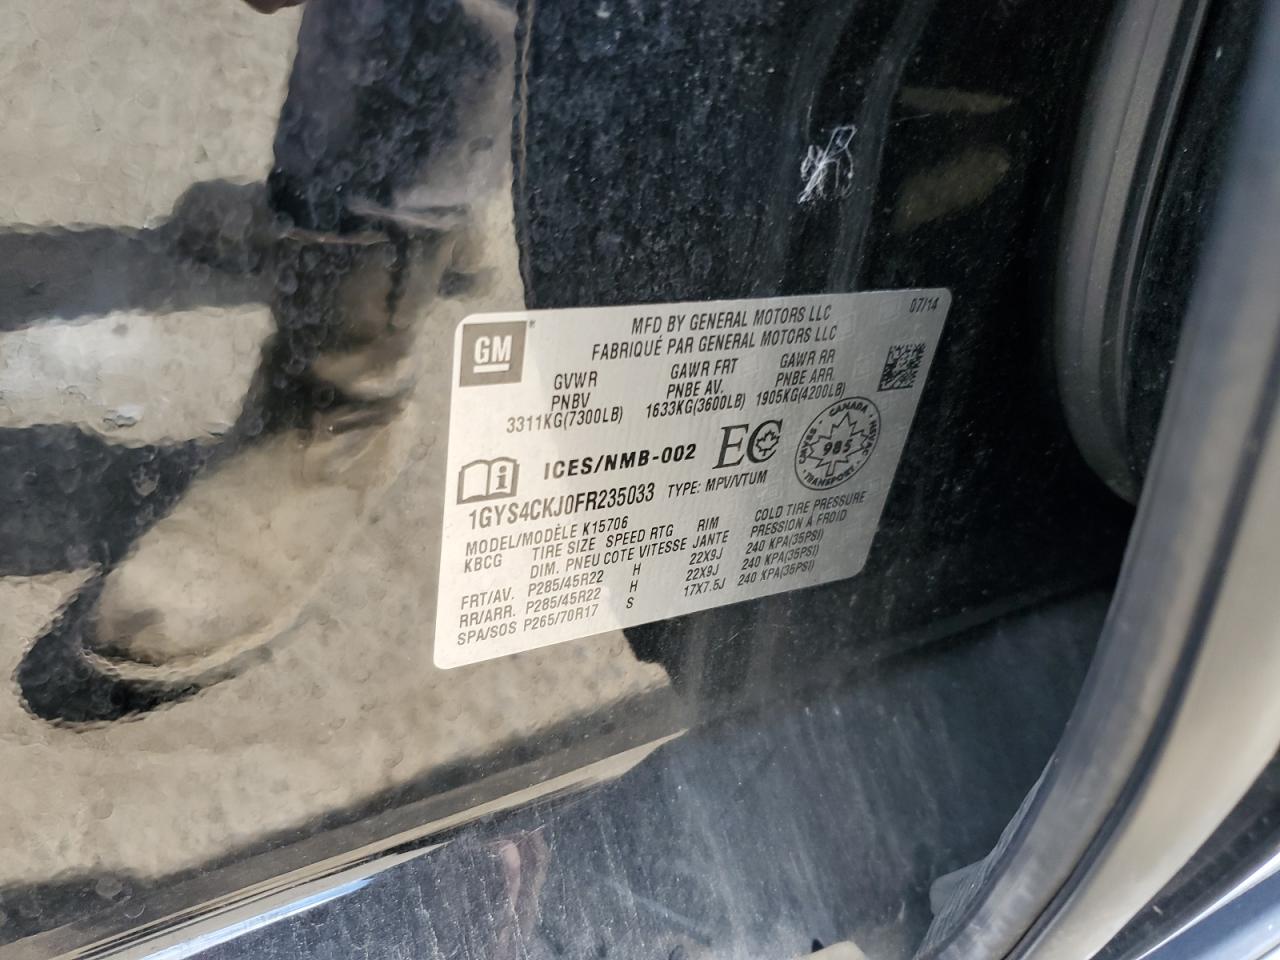 GM
MFD BY GENERAL MOTORS LLC
07/14
FABRIQUÉ PAR GENERAL MOTORS LLC
GVWR GAWR FRT GAWR RR
PNBV PNBE AV. PNBE ARR.
3311KG(7300LB) 1633KG(3600LB) 1905KG(4200LB)
i ICES/NMB-002 EC
CANADA
985
TRANSPORT
1GYS4CKJ0FR235033 TYPE: MPV/VTUM
MODEL/MODÈLE K15706
KBCG TIRE SIZE SPEED RTG RIM COLD TIRE PRESSURE
DIM. PNEU COTE VITESSE JANTE PRESSION À FROID
FRT/AV. P285/45R22 H 22X9J 240 KPA(35PSI)
RR/ARR. P285/45R22 H 22X9J 240 KPA(35PSI)
SPA/SOS P265/70R17 S 17X7.5J 240 KPA(35PSI)